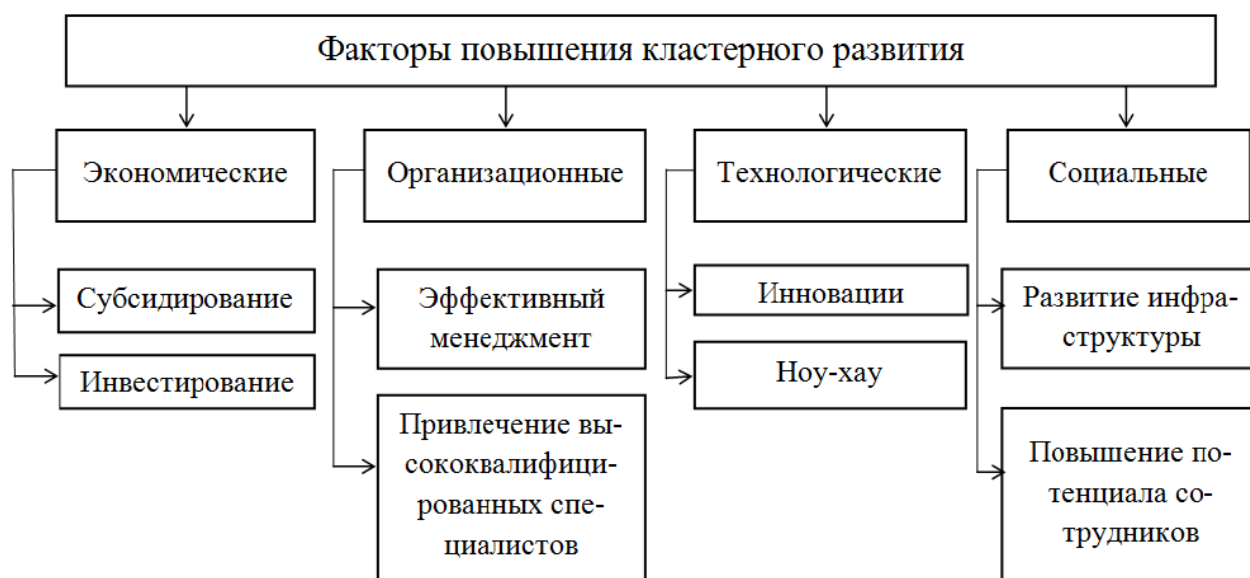 Факторы повышения кластерного развития
Экономические
Организационные
Технологические
Социальные
Субсидирование
Инвестирование
Эффективный
менеджмент
Привлечение вы-
сококвалифици-
рованных спе-
циалистов
Инновации
Ноу-хау
Развитие инфра-
структуры
Повышение по-
тенциала со-
трудников